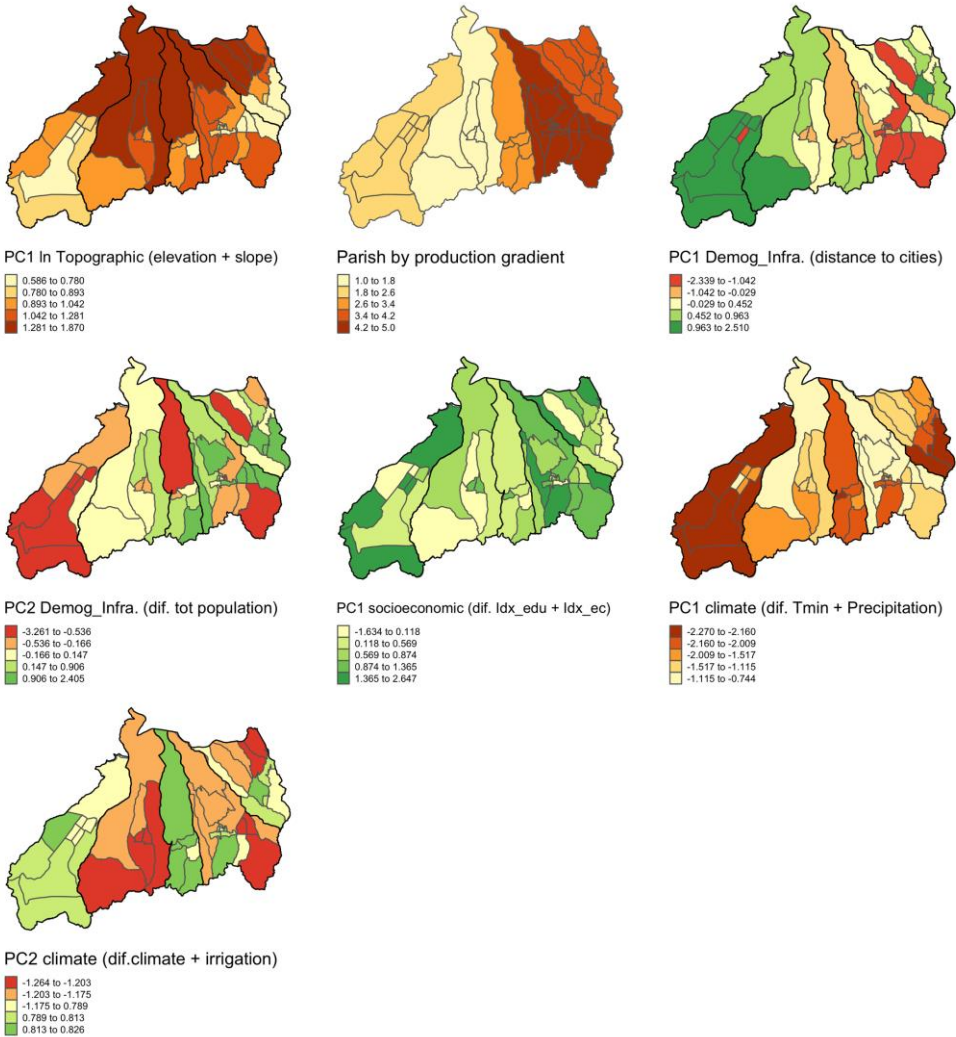 PC1 ln Topographic (elevation + slope)
0.586 to 0.780
0.780 to 0.893
0.893 to 1.042
1.042 to 1.281
1.281 to 1.870
Parish by production gradient
1.0 to 1.8
1.8 to 2.6
2.6 to 3.4
3.4 to 4.2
4.2 to 5.0
PC1 Demog_Infra. (distance to cities)
-2.339 to -1.042
-1.042 to -0.029
-0.029 to 0.452
0.452 to 0.963
0.963 to 2.510
PC2 Demog_Infra. (dif. tot population)
-3.261 to -0.536
-0.536 to -0.166
-0.166 to 0.147
0.147 to 0.906
0.906 to 2.405
PC1 socioeconomic (dif. Idx_edu + Idx_ec)
-1.634 to 0.118
0.118 to 0.569
0.569 to 0.874
0.874 to 1.365
1.365 to 2.647
PC1 climate (dif. Tmin + Precipitation)
-2.270 to -2.160
-2.160 to -2.009
-2.009 to -1.517
-1.517 to -1.115
-1.115 to -0.744
PC2 climate (dif.climate + irrigation)
-1.264 to -1.203
-1.203 to -1.175
-1.175 to 0.789
0.789 to 0.813
0.813 to 0.826